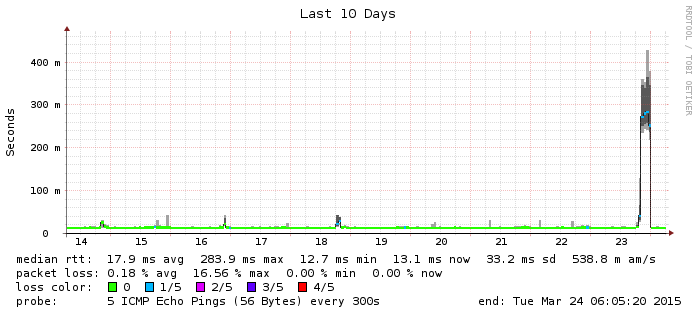 Last 10 Days
RRDTOOL / TOBI OETIKER
Seconds
400 m
300 m
200 m
100 m
0
14 15 16 17 18 19 20 21 22 23
median rtt: 17.9 ms avg 283.9 ms max 12.7 ms min 13.1 ms now 33.2 ms sd 538.8 m am/s
packet loss: 0.18 % avg 16.56 % max 0.00 % min 0.00 % now
loss color: 0 1/5 2/5 3/5 4/5
probe: 5 ICMP Echo Pings (56 Bytes) every 300s end: Tue Mar 24 06:05:20 2015